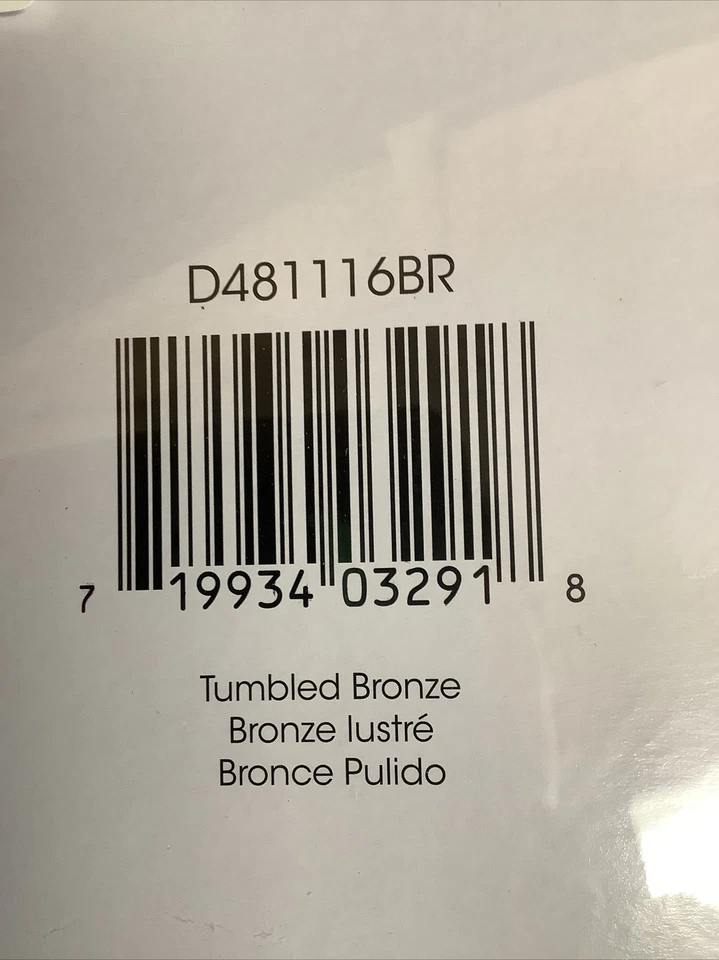 D481116BR
7 19934 03291 8
Tumbled Bronze
Bronze lustré
Bronce Pulido